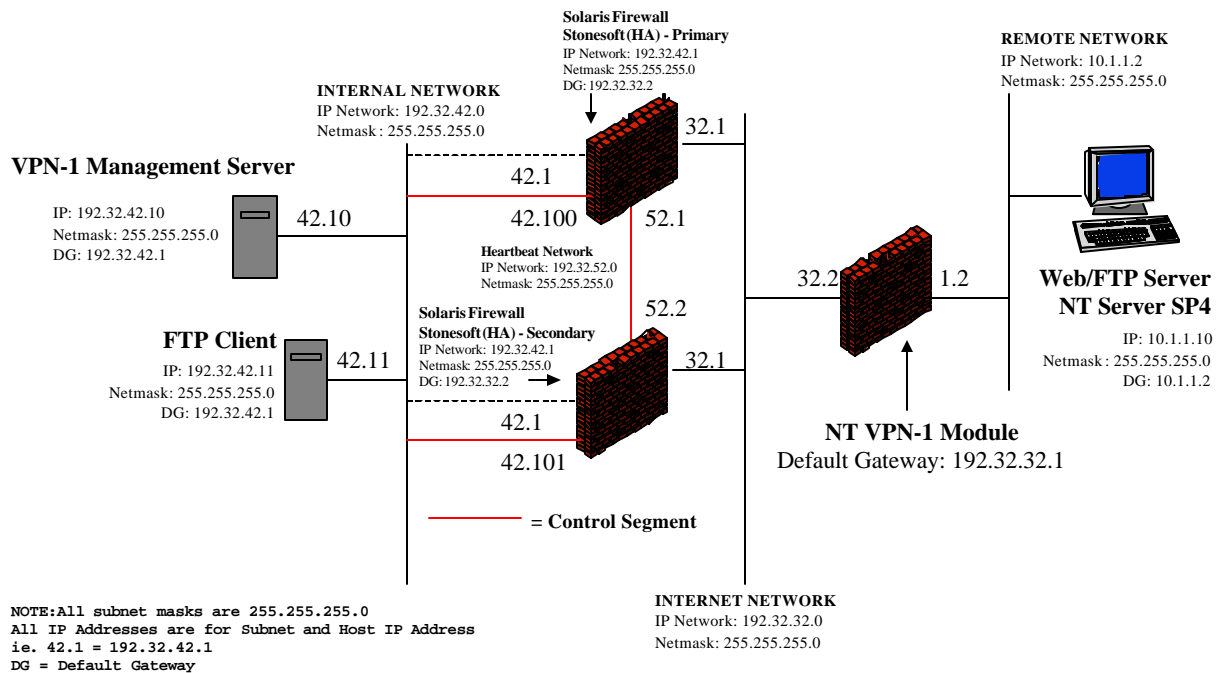 Solaris Firewall
Stonesoft (HA) - Primary
IP Network: 192.32.42.1
Netmask: 255.255.255.0
DG: 192.32.32.2
REMOTE NETWORK
IP Network: 10.1.1.2
Netmask: 255.255.255.0
INTERNAL NETWORK
IP Network: 192.32.42.0
Netmask : 255.255.255.0
32.1
VPN-1 Management Server
IP: 192.32.42.10
Netmask: 255.255.255.0
DG: 192.32.42.1
42.10
42.1
42.100
52.1
Heartbeat Network
IP Network: 192.32.52.0
Netmask: 255.255.255.0
52.2
32.2
1.2
Web/FTP Server
NT Server SP4
IP: 10.1.1.10
Netmask : 255.255.255.0
DG: 10.1.1.2
Solaris Firewall
Stonesoft (HA) - Secondary
IP Network: 192.32.42.1
Netmask: 255.255.255.0
DG: 192.32.32.2
32.1
FTP Client
IP: 192.32.42.11
Netmask: 255.255.255.0
DG: 192.32.42.1
42.11
42.1
42.101
NT VPN-1 Module
Default Gateway: 192.32.32.1
= Control Segment
INTERNET NETWORK
IP Network: 192.32.32.0
Netmask: 255.255.255.0
NOTE:All subnet masks are 255.255.255.0
All IP Addresses are for Subnet and Host IP Address
ie. 42.1 = 192.32.42.1
DG = Default Gateway